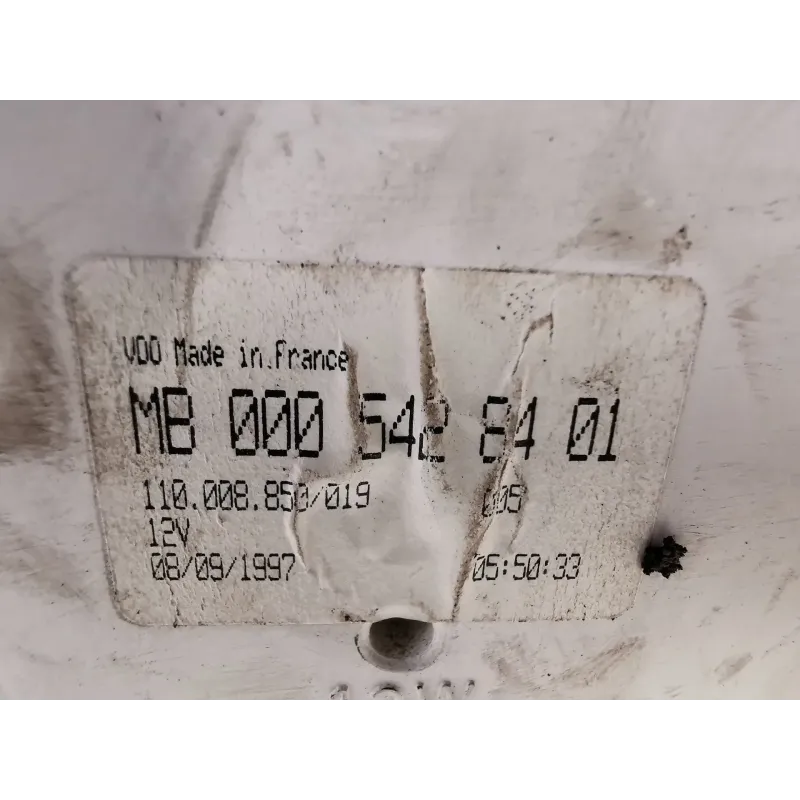 VDO Made in France
MB 000 542 84 01
110.008.850/019 005
12V
08/09/1997 05:50:33